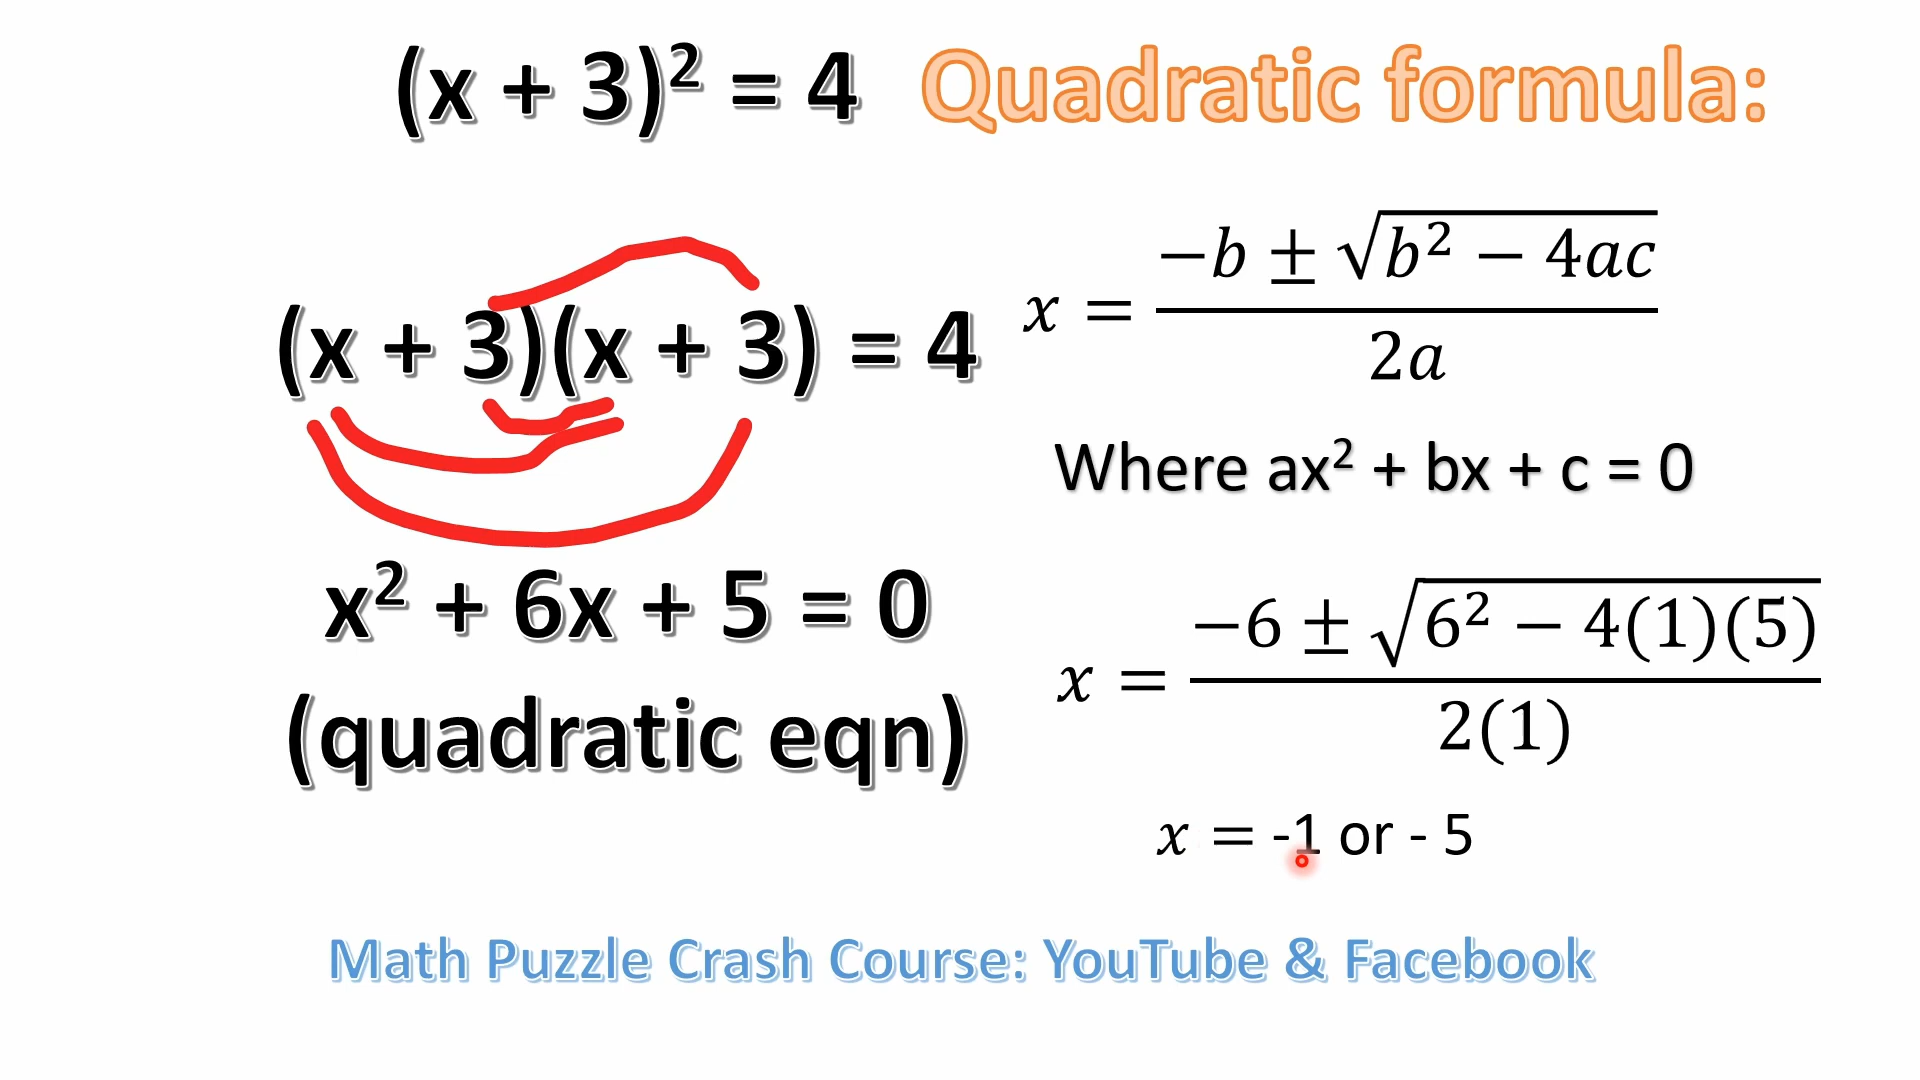 (x + 3)² = 4
(x + 3)(x + 3) = 4
x² + 6x + 5 = 0
(quadratic eqn)
Quadratic formula:
x = (−b ± √(b² − 4ac)) / 2a
Where ax² + bx + c = 0
x = (−6 ± √(6² − 4(1)(5))) / 2(1)
x = -1 or - 5
Math Puzzle Crash Course: YouTube & Facebook